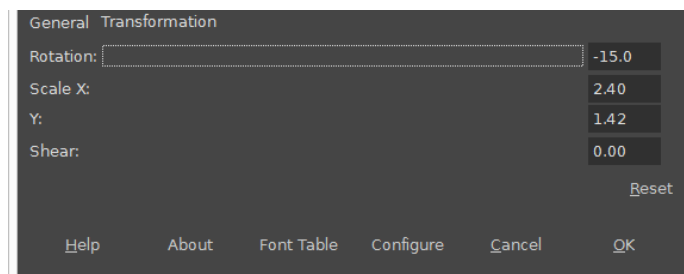 General Transformation
Rotation: -15.0
Scale X: 2.40
Y: 1.42
Shear: 0.00
Reset
Help About Font Table Configure Cancel OK